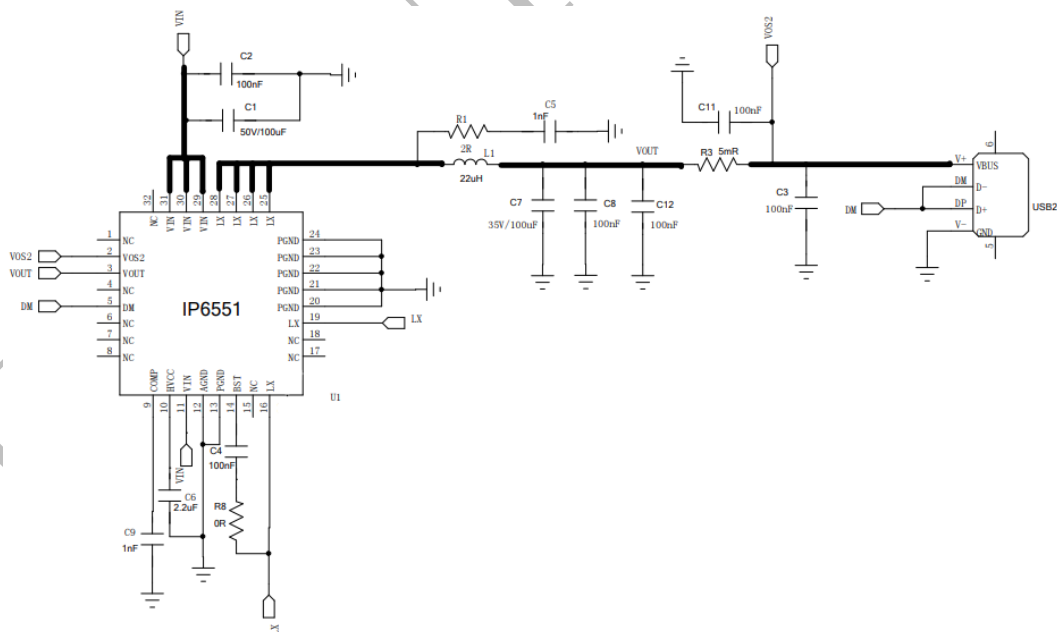 VIN
C2
100nF
C1
50V/100uF
VOS2
C11
100nF
R1
C5
1nF
2R
L1
22uH
VOUT
R3
5mR
C7
35V/100uF
C8
100nF
C12
100nF
C3
100nF
V+
VBUS
DM
D-
DP
D+
V-
GND
6
5
USB2
DM
32
31
30
29
28
27
26
25
NC
VIN
VIN
VIN
LX
LX
LX
LX
1
NC
VOS2
2
VOS2
VOUT
3
VOUT
4
NC
DM
5
DM
6
NC
7
NC
8
NC
IP6551
PGND
24
PGND
23
PGND
22
PGND
21
PGND
20
LX
19
LX
NC
18
NC
17
COMP
HVCC
VIN
AGND
PGND
BST
NC
LX
9
10
11
12
13
14
15
16
U1
VIN
C4
100nF
C6
2.2uF
R8
0R
C9
1nF